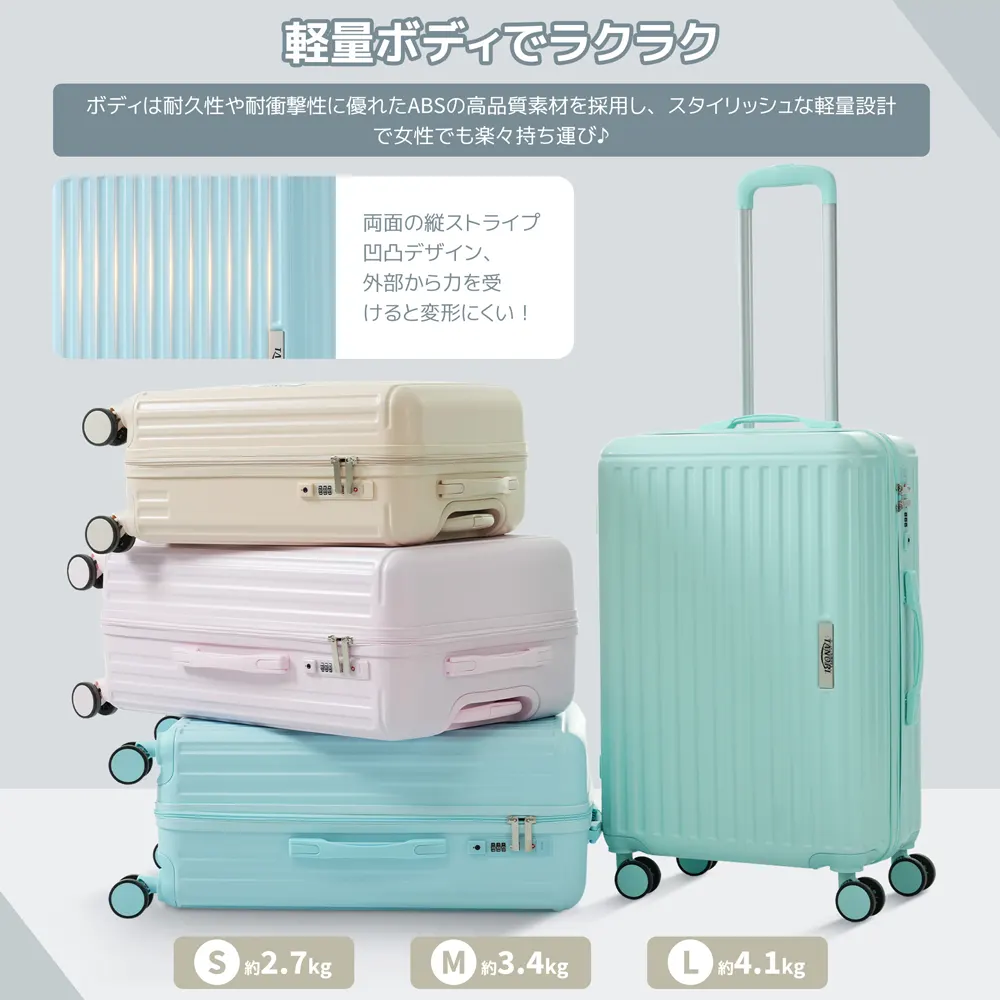 軽量ボディでラクラク
ボディは耐久性や耐衝撃性に優れたABSの高品質素材を採用し、スタイリッシュな軽量設計
で女性でも楽々持ち運び♪
両面の縦ストライプ
凹凸デザイン、
外部から力を受
けると変形にくい！
TANOBI
S 約2.7kg
M 約3.4kg
L 約4.1kg